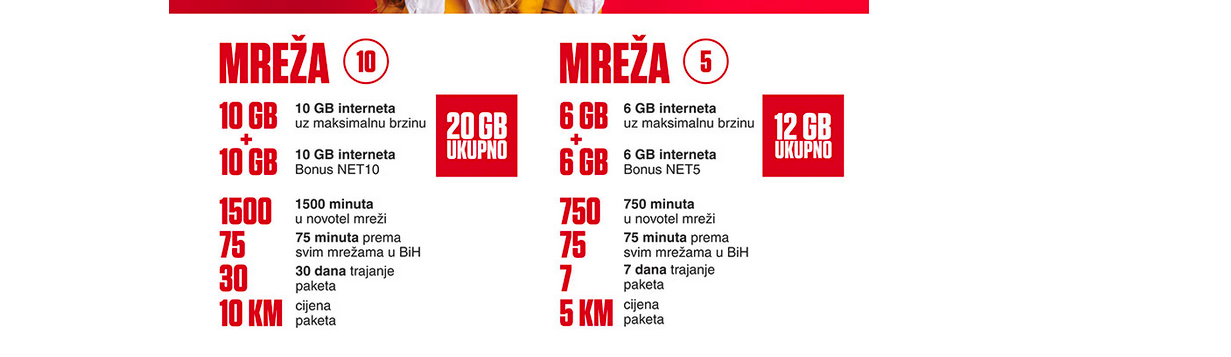 MREŽA 10
10 GB
+
10 GB
10 GB interneta
uz maksimalnu brzinu
10 GB interneta
Bonus NET10
20 GB
UKUPNO
1500
1500 minuta
u novotel mreži
75
75 minuta prema
svim mrežama u BiH
30
30 dana trajanje
paketa
10 KM
cijena
paketa
MREŽA 5
6 GB
+
6 GB
6 GB interneta
uz maksimalnu brzinu
6 GB interneta
Bonus NET5
12 GB
UKUPNO
750
750 minuta
u novotel mreži
75
75 minuta prema
svim mrežama u BiH
7
7 dana trajanje
paketa
5 KM
cijena
paketa